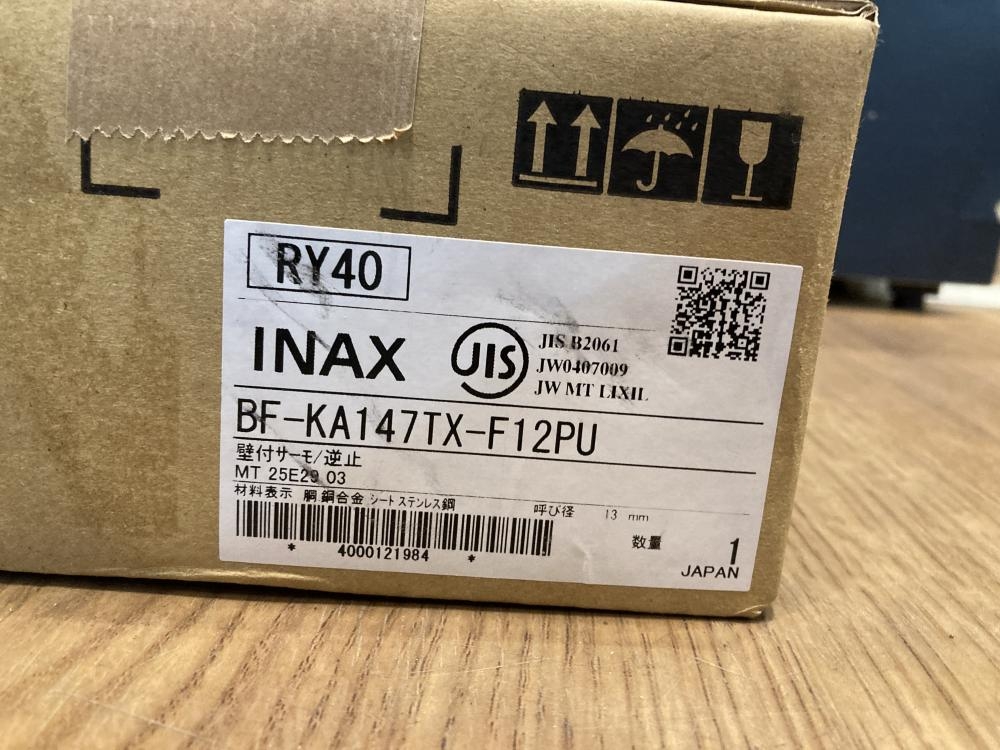 RY40
INAX
JIS
JIS B2061
JW0407009
JW MT LIXIL
BF-KA147TX-F12PU
壁付サーモ/逆止
MT 25E29 03
材料表示 胴 銅合金 シート ステンレス鋼
呼び径 13 mm
* 4000121984 *
数量 1
JAPAN